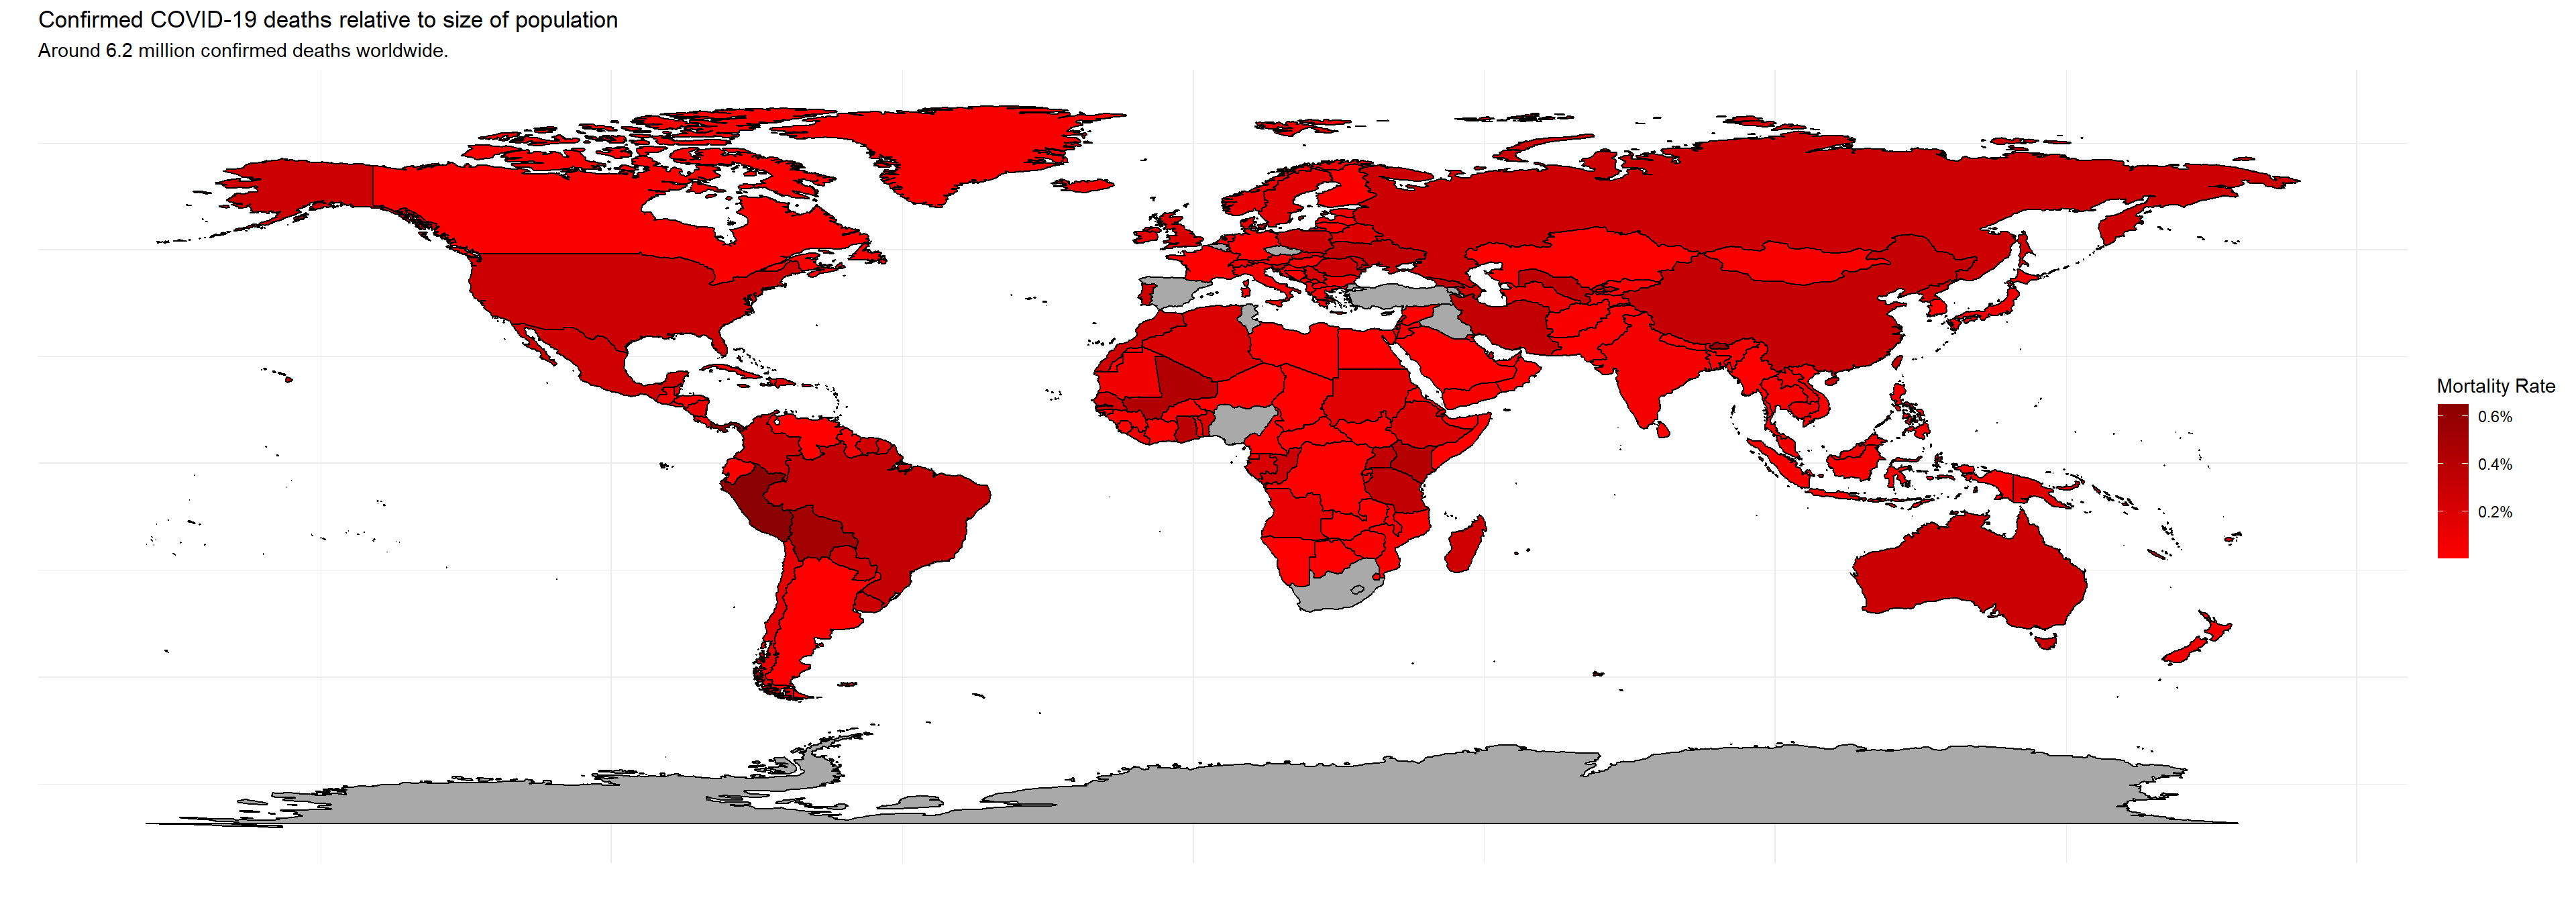 Confirmed COVID-19 deaths relative to size of population
Around 6.2 million confirmed deaths worldwide.
Mortality Rate
0.6%
0.4%
0.2%